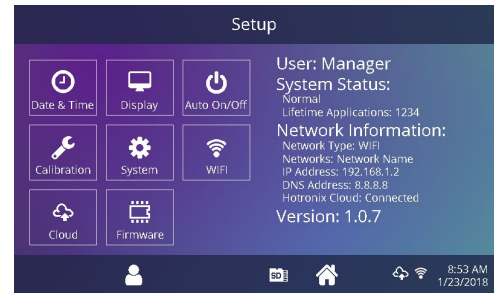 Setup
Date & Time
Display
Auto On/Off
Calibration
System
WIFI
Cloud
Firmware
User: Manager
System Status:
Normal
Lifetime Applications: 1234
Network Information:
Network Type: WIFI
Networks: Network Name
IP Address: 192.168.1.2
DNS Address: 8.8.8.8
Hotronix Cloud: Connected
Version: 1.0.7
SD
8:53 AM
1/23/2018